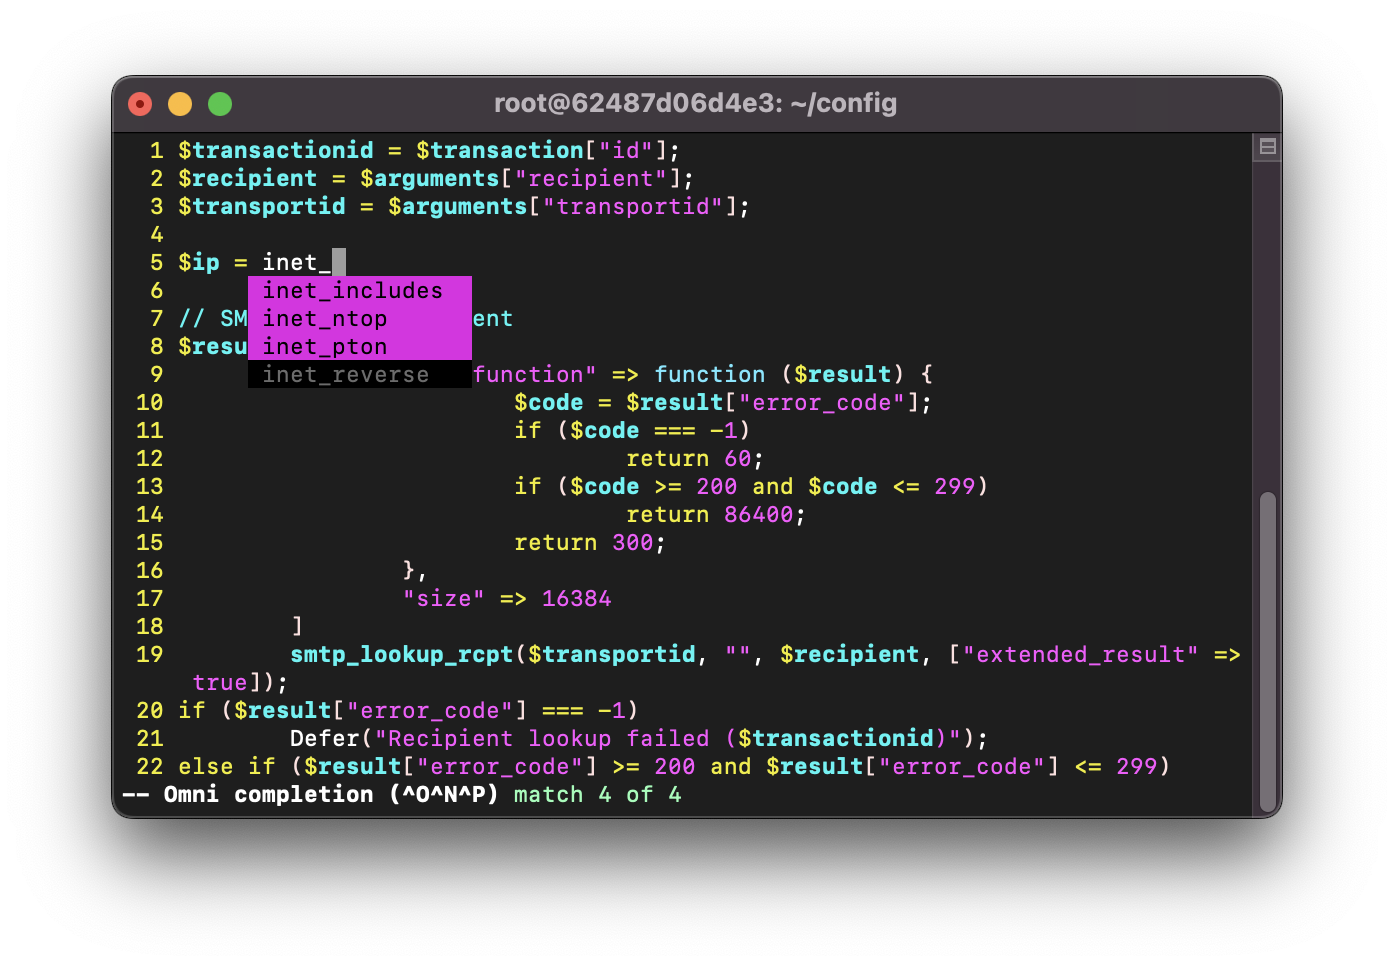 root@62487d06d4e3: ~/config
1 $transactionid = $transaction["id"];
2 $recipient = $arguments["recipient"];
3 $transportid = $arguments["transportid"];
4
5 $ip = inet_
6 inet_includes
7 // SM inet_ntop ent
8 $resu inet_pton
9 inet_reverse function" => function ($result) {
10 $code = $result["error_code"];
11 if ($code === -1)
12 return 60;
13 if ($code >= 200 and $code <= 299)
14 return 86400;
15 return 300;
16 },
17 "size" => 16384
18 ]
19 smtp_lookup_rcpt($transportid, "", $recipient, ["extended_result" =>
true]);
20 if ($result["error_code"] === -1)
21 Defer("Recipient lookup failed ($transactionid)");
22 else if ($result["error_code"] >= 200 and $result["error_code"] <= 299)
-- Omni completion (^O^N^P) match 4 of 4